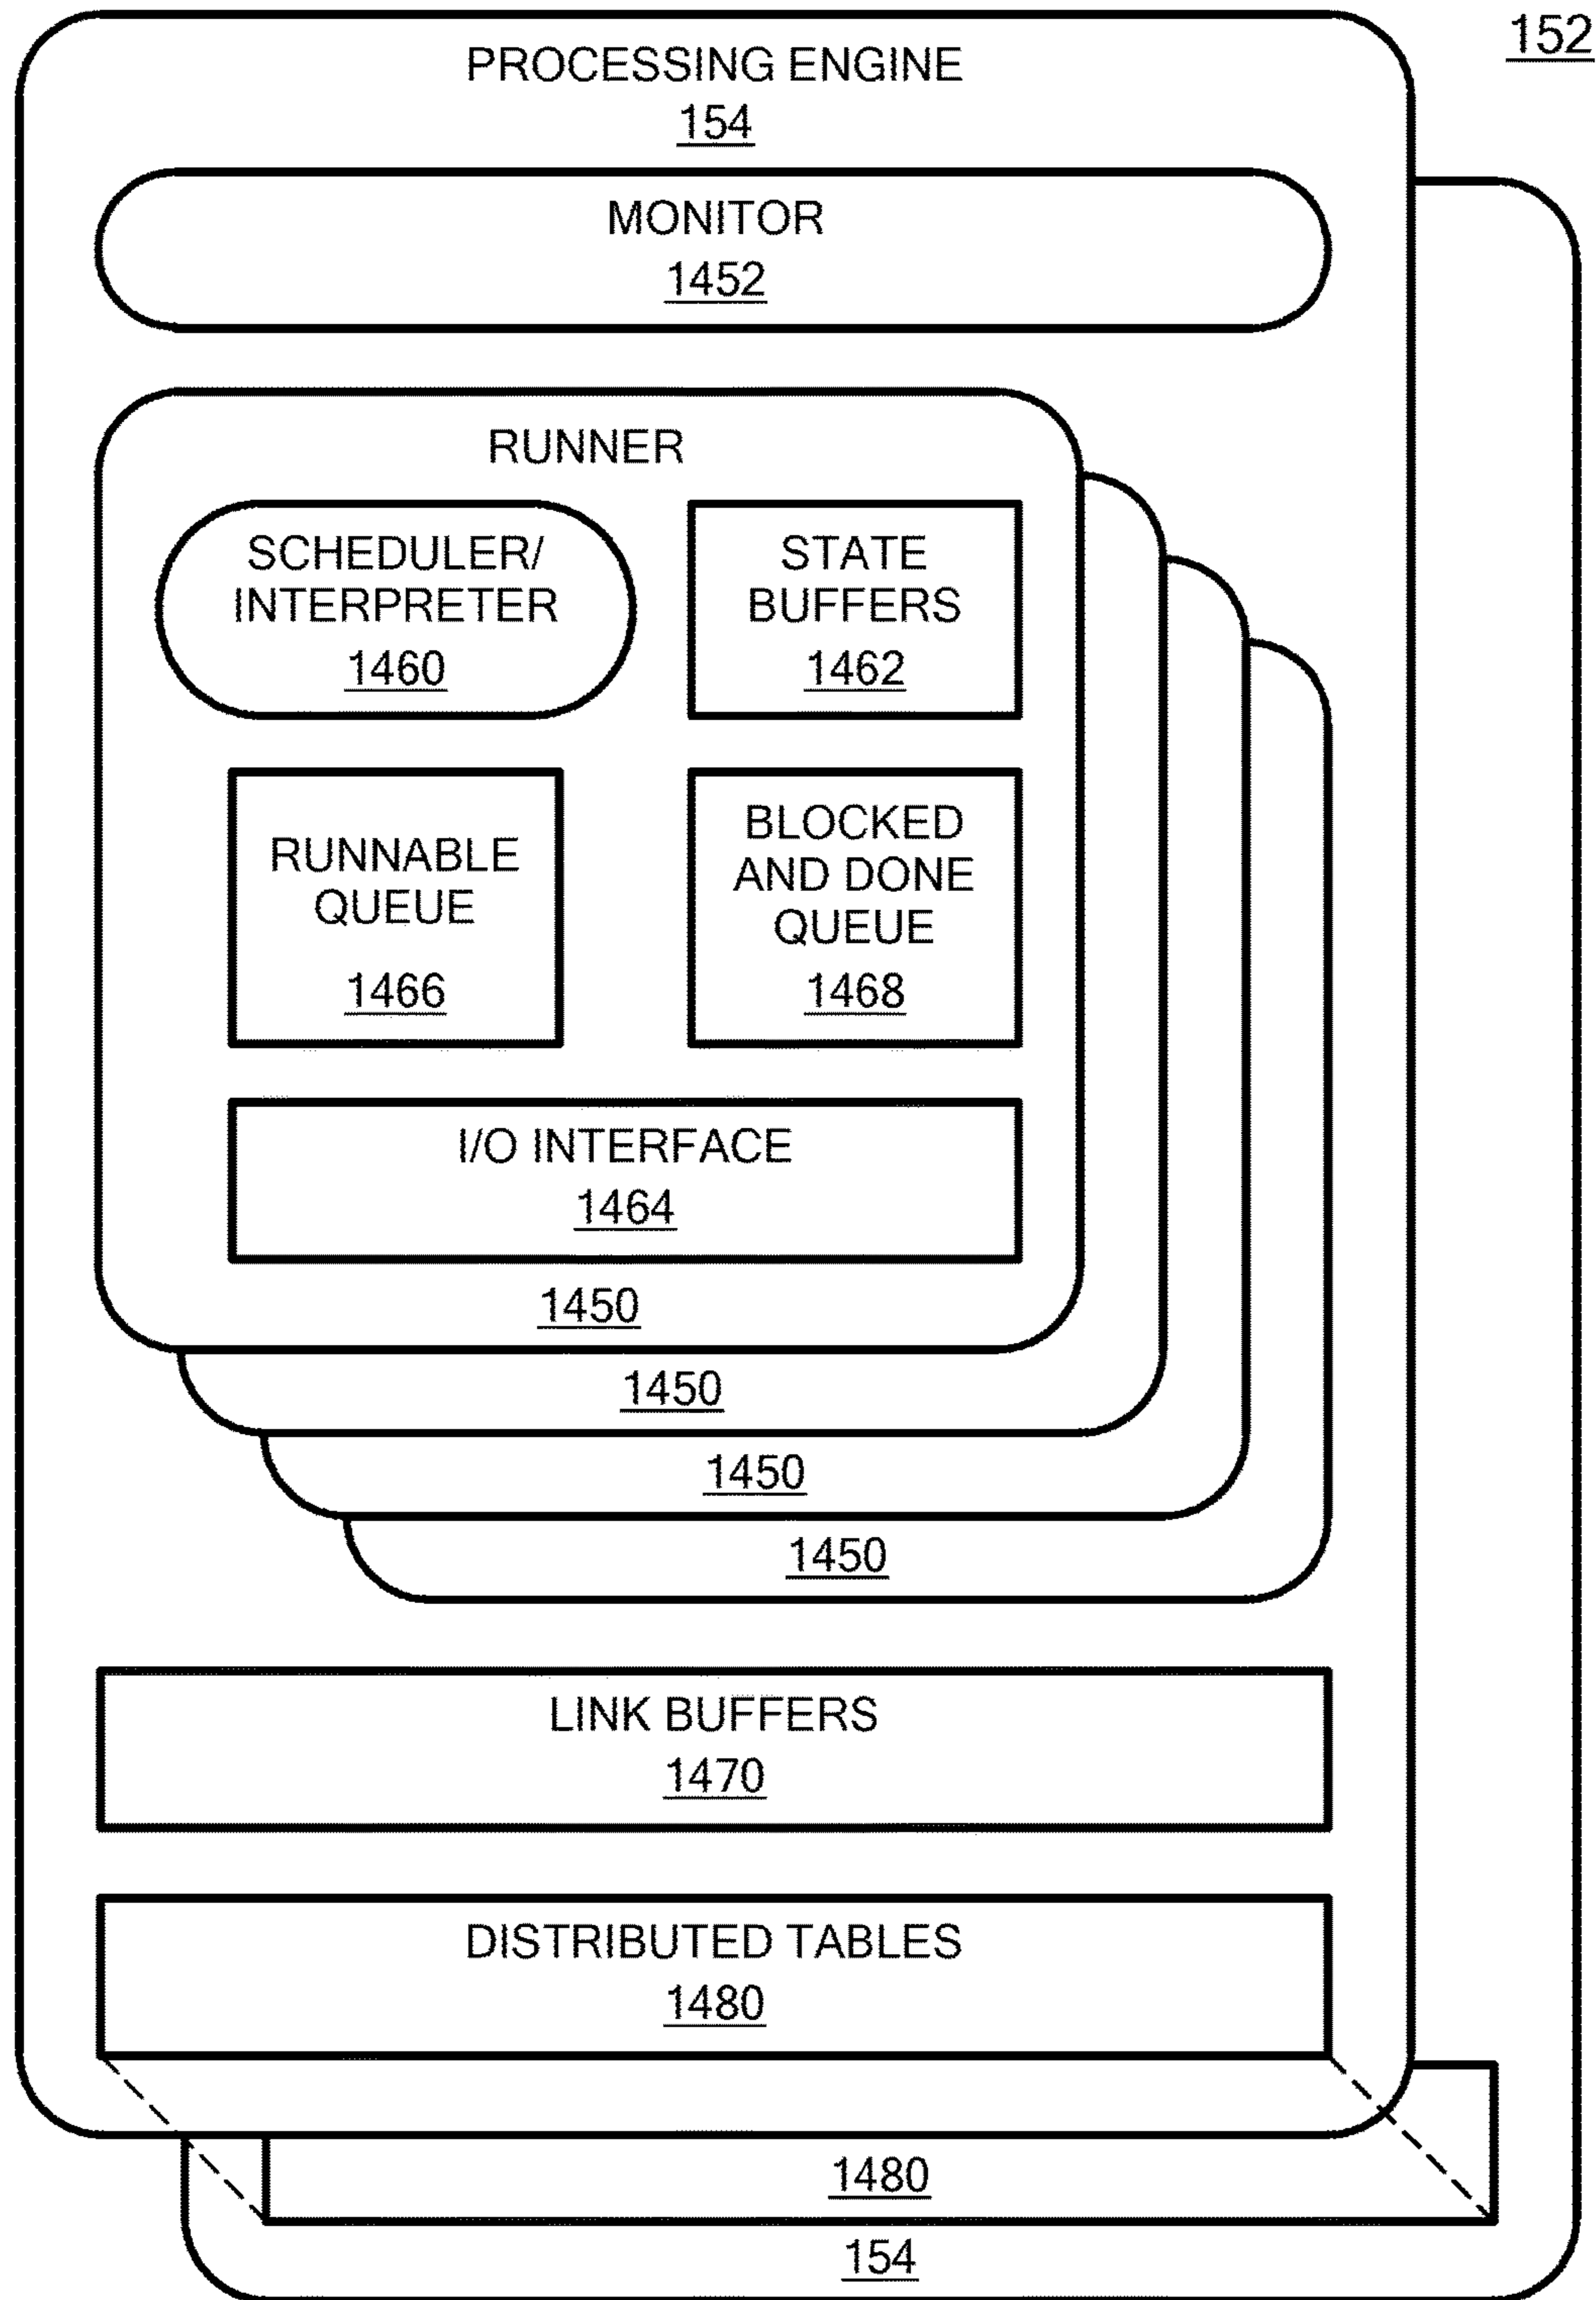 152
PROCESSING ENGINE
154
MONITOR
1452
RUNNER
SCHEDULER/
INTERPRETER
1460
STATE
BUFFERS
1462
RUNNABLE
QUEUE
1466
BLOCKED
AND DONE
QUEUE
1468
I/O INTERFACE
1464
1450
1450
1450
1450
LINK BUFFERS
1470
DISTRIBUTED TABLES
1480
1480
154